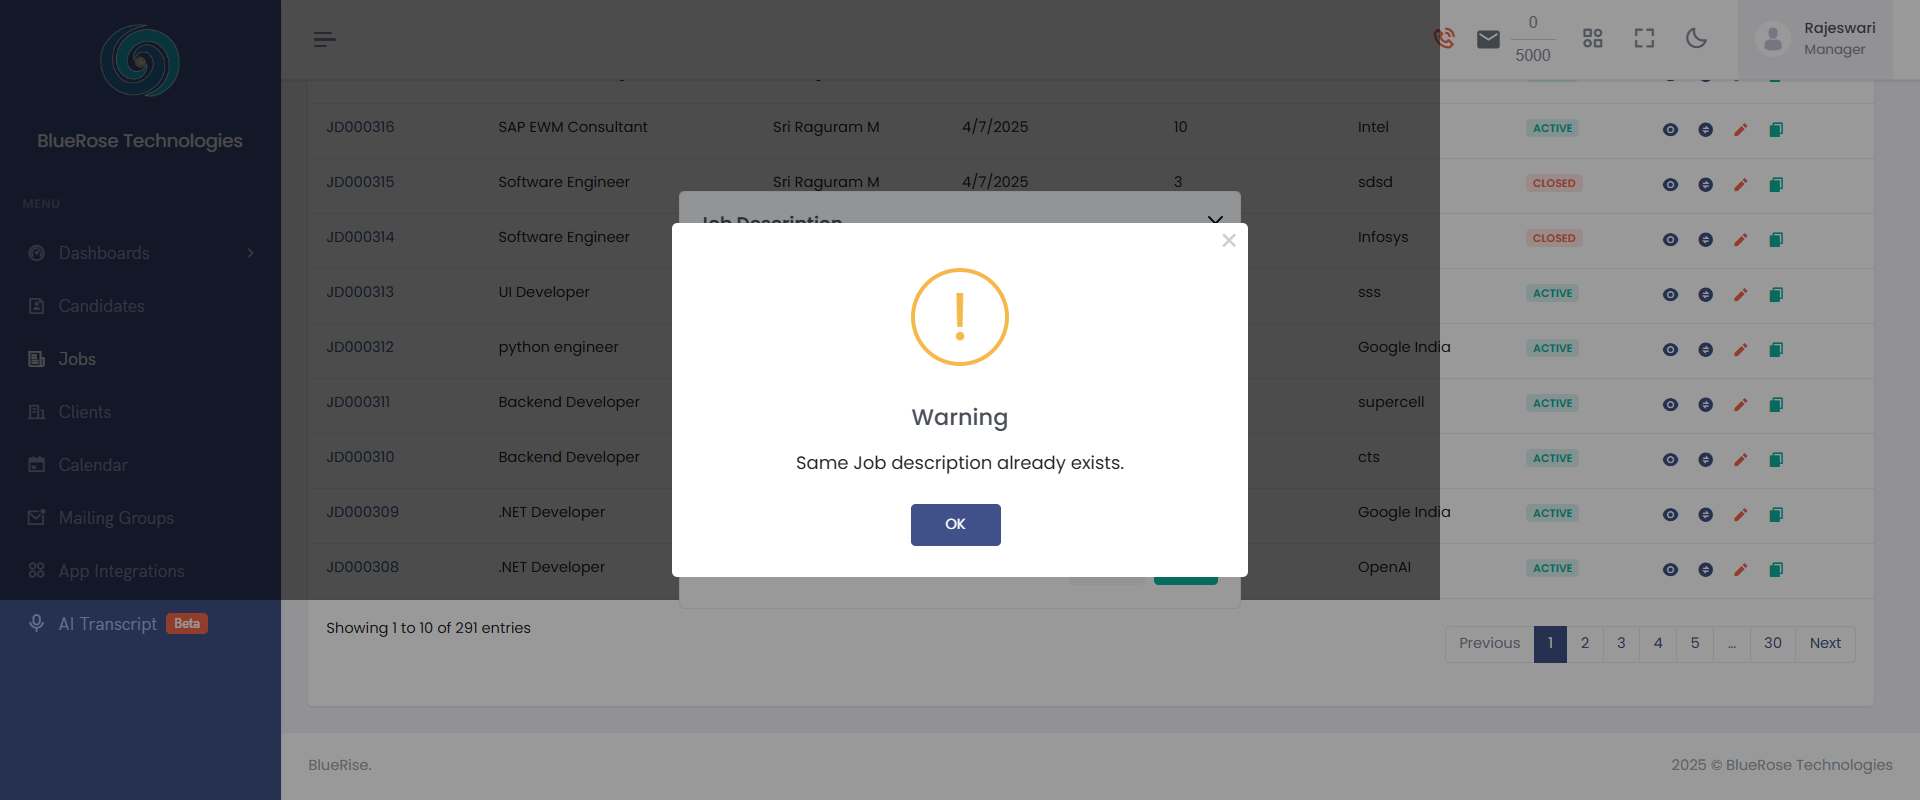 BlueRose Technologies
MENU
Dashboards
Candidates
Jobs
Clients
Calendar
Mailing Groups
App Integrations
AI Transcript Beta
0
5000
Rajeswari
Manager
JD000316 SAP EWM Consultant Sri Raguram M 4/7/2025 10 Intel ACTIVE
JD000315 Software Engineer Sri Raguram M 4/7/2025 3 sdsd CLOSED
Job Description
JD000314 Software Engineer Infosys CLOSED
JD000313 UI Developer sss ACTIVE
JD000312 python engineer Google India ACTIVE
JD000311 Backend Developer supercell ACTIVE
JD000310 Backend Developer cts ACTIVE
JD000309 .NET Developer Google India ACTIVE
JD000308 .NET Developer OpenAI ACTIVE
Warning
Same Job description already exists.
OK
Showing 1 to 10 of 291 entries
Previous 1 2 3 4 5 ... 30 Next
BlueRise.
2025 © BlueRose Technologies